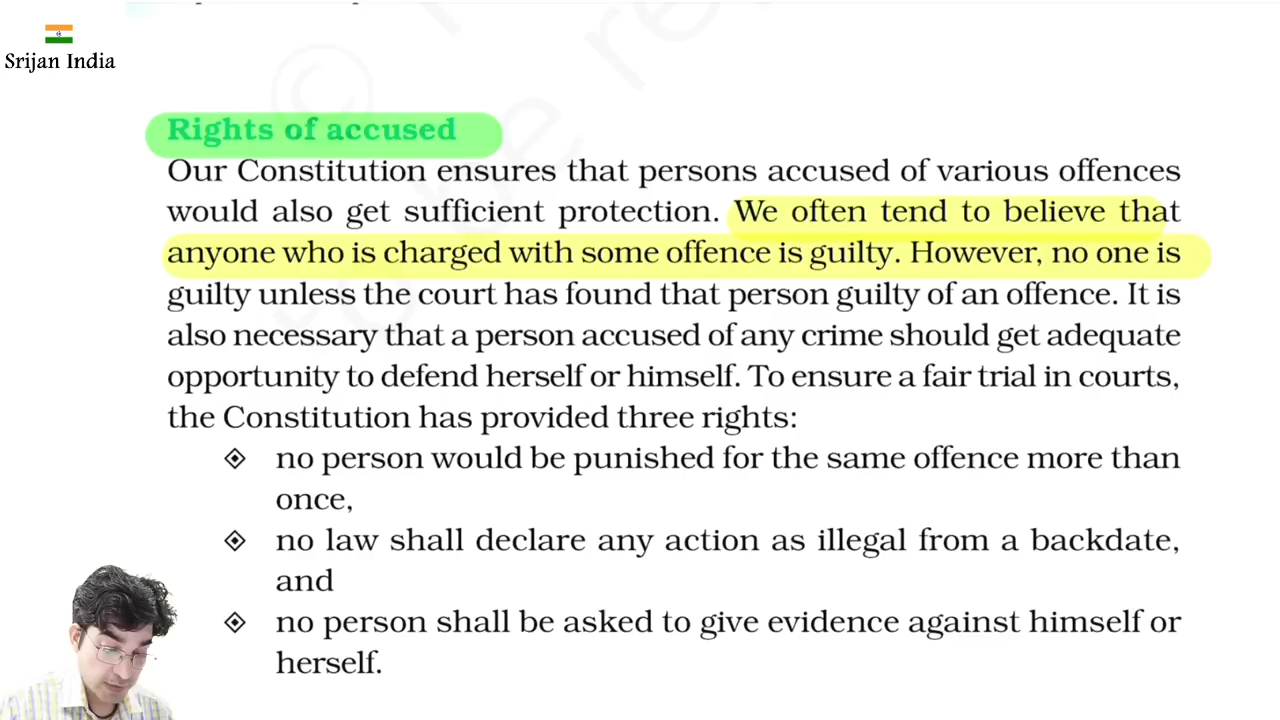 Srijan India
Rights of accused
Our Constitution ensures that persons accused of various offences
would also get sufficient protection. We often tend to believe that
anyone who is charged with some offence is guilty. However, no one is
guilty unless the court has found that person guilty of an offence. It is
also necessary that a person accused of any crime should get adequate
opportunity to defend herself or himself. To ensure a fair trial in courts,
the Constitution has provided three rights:
no person would be punished for the same offence more than
once,
no law shall declare any action as illegal from a backdate,
and
no person shall be asked to give evidence against himself or
herself.